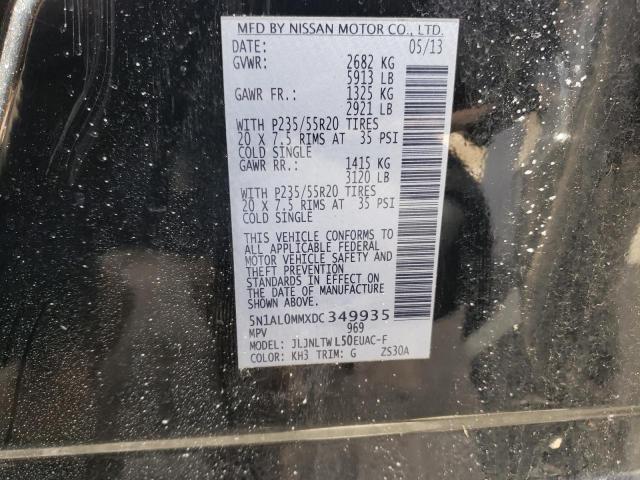 MFD BY NISSAN MOTOR CO., LTD.
DATE: 05/13
GVWR: 2682 KG
5913 LB
GAWR FR.: 1325 KG
2921 LB
WITH P235/55R20 TIRES
20 X 7.5 RIMS AT 35 PSI
COLD SINGLE
GAWR RR.: 1415 KG
3120 LB
WITH P235/55R20 TIRES
20 X 7.5 RIMS AT 35 PSI
COLD SINGLE
THIS VEHICLE CONFORMS TO
ALL APPLICABLE FEDERAL
MOTOR VEHICLE SAFETY AND
THEFT PREVENTION
STANDARDS IN EFFECT ON
THE DATE OF MANUFACTURE
SHOWN ABOVE.
5N1AL0MMXDC349935
MPV 969
MODEL: JLJNLTWL50EUAC-F
COLOR: KH3 TRIM: G ZS30A